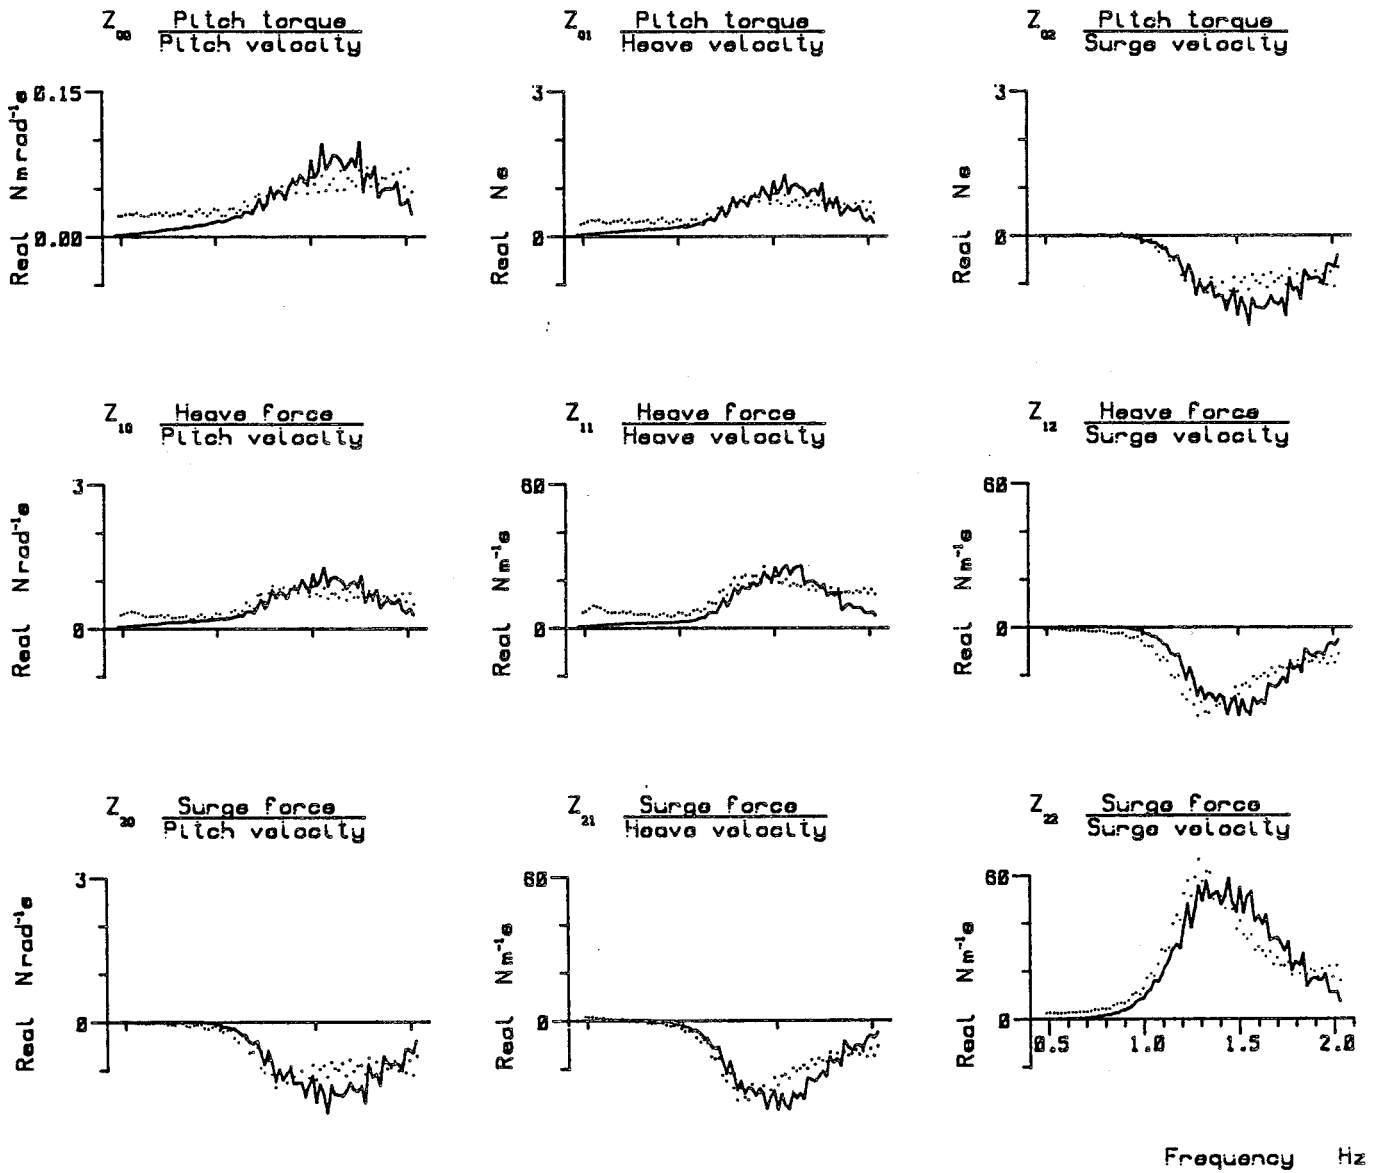 Z₀₀ Pitch torque
Pitch velocity
Z₀₁ Pitch torque
Heave velocity
Z₀₂ Pitch torque
Surge velocity
0.15
0.00
Real Nmrad⁻¹s
3
0
Real Ns
3
0
Real Ns
Z₁₀ Heave force
Pitch velocity
Z₁₁ Heave force
Heave velocity
Z₁₂ Heave force
Surge velocity
3
0
Real Nrad⁻¹s
60
0
Real Nm⁻¹s
60
0
Real Nm⁻¹s
Z₂₀ Surge force
Pitch velocity
Z₂₁ Surge force
Heave velocity
Z₂₂ Surge force
Surge velocity
3
0
Real Nrad⁻¹s
60
0
Real Nm⁻¹s
60
0
Real Nm⁻¹s
0.5 1.0 1.5 2.0
Frequency Hz